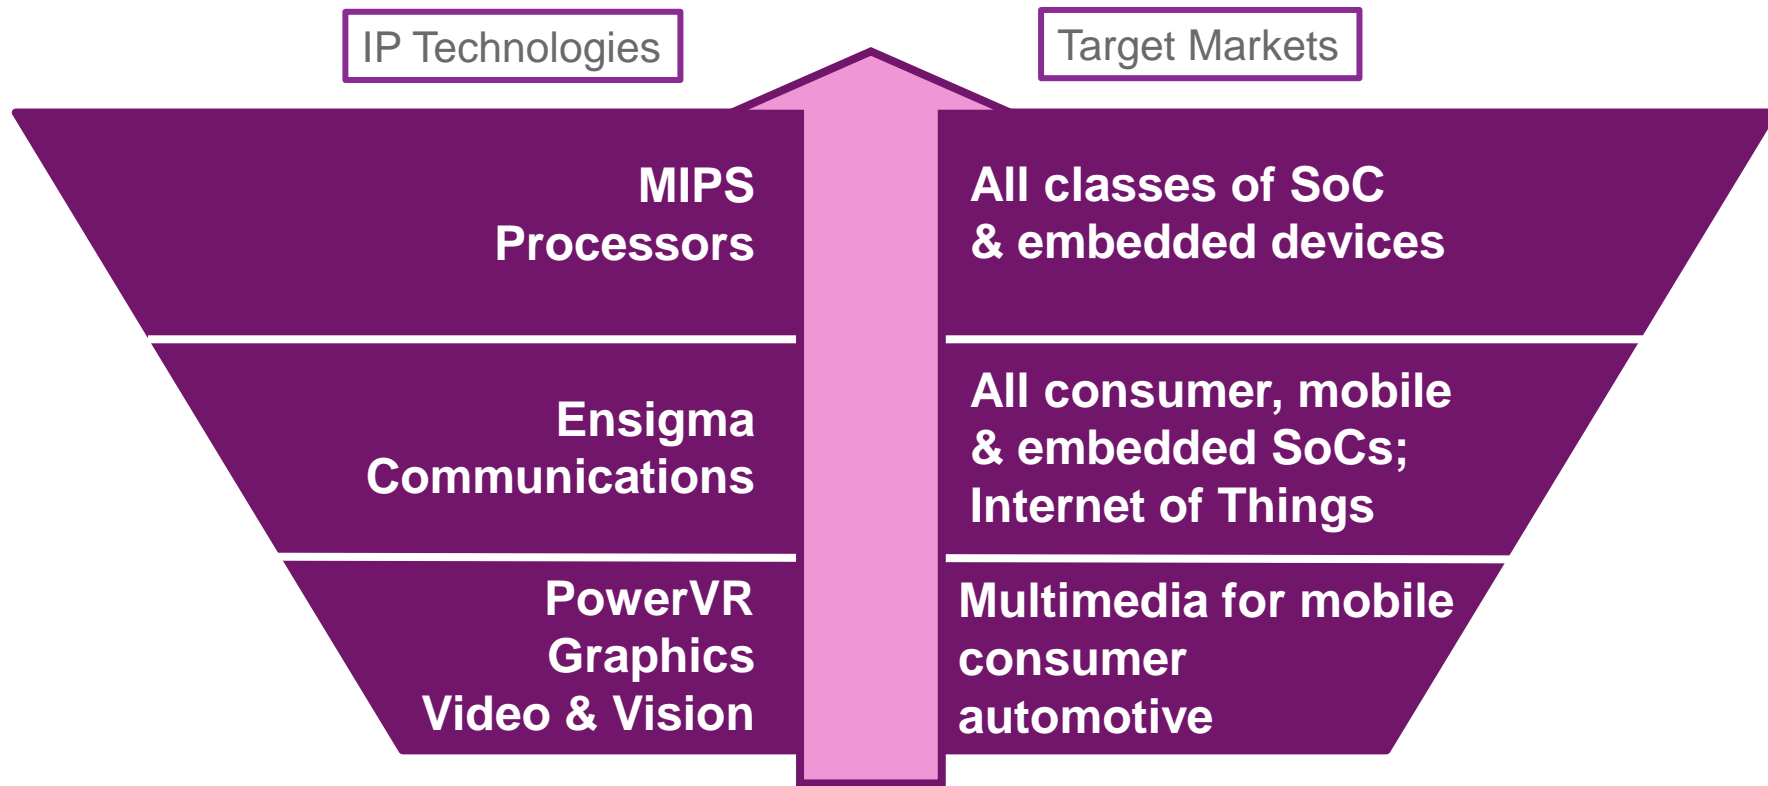 IP Technologies
Target Markets
MIPS
Processors
All classes of SoC
& embedded devices
Ensigma
Communications
All consumer, mobile
& embedded SoCs;
Internet of Things
PowerVR
Graphics
Video & Vision
Multimedia for mobile
consumer
automotive